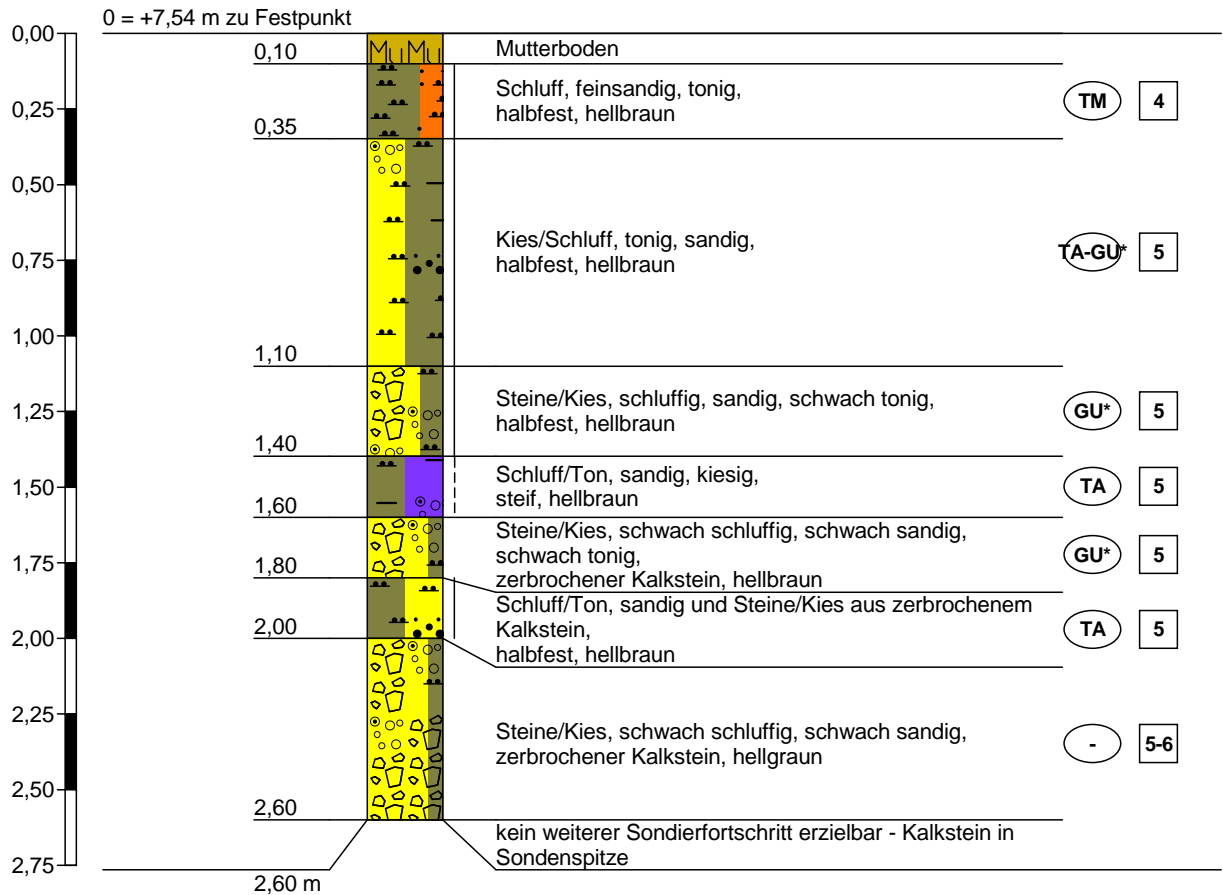 0 = +7,54 m zu Festpunkt
0,00
0,10
Mu Mu
Mutterboden
Schluff, feinsandig, tonig,
halbfest, hellbraun
TM
4
0,25
0,35
0,50
Kies/Schluff, tonig, sandig,
halbfest, hellbraun
TA-GU*
5
0,75
1,00
1,10
Steine/Kies, schluffig, sandig, schwach tonig,
halbfest, hellbraun
GU*
5
1,25
1,40
Schluff/Ton, sandig, kiesig,
steif, hellbraun
TA
5
1,50
1,60
Steine/Kies, schwach schluffig, schwach sandig,
schwach tonig,
zerbrochener Kalkstein, hellbraun
GU*
5
1,75
1,80
Schluff/Ton, sandig und Steine/Kies aus zerbrochenem
Kalkstein,
halbfest, hellbraun
TA
5
2,00
2,00
2,25
Steine/Kies, schwach schluffig, schwach sandig,
zerbrochener Kalkstein, hellgraun
-
5-6
2,50
2,60
kein weiterer Sondierfortschritt erzielbar - Kalkstein in
Sondenspitze
2,75
2,60 m